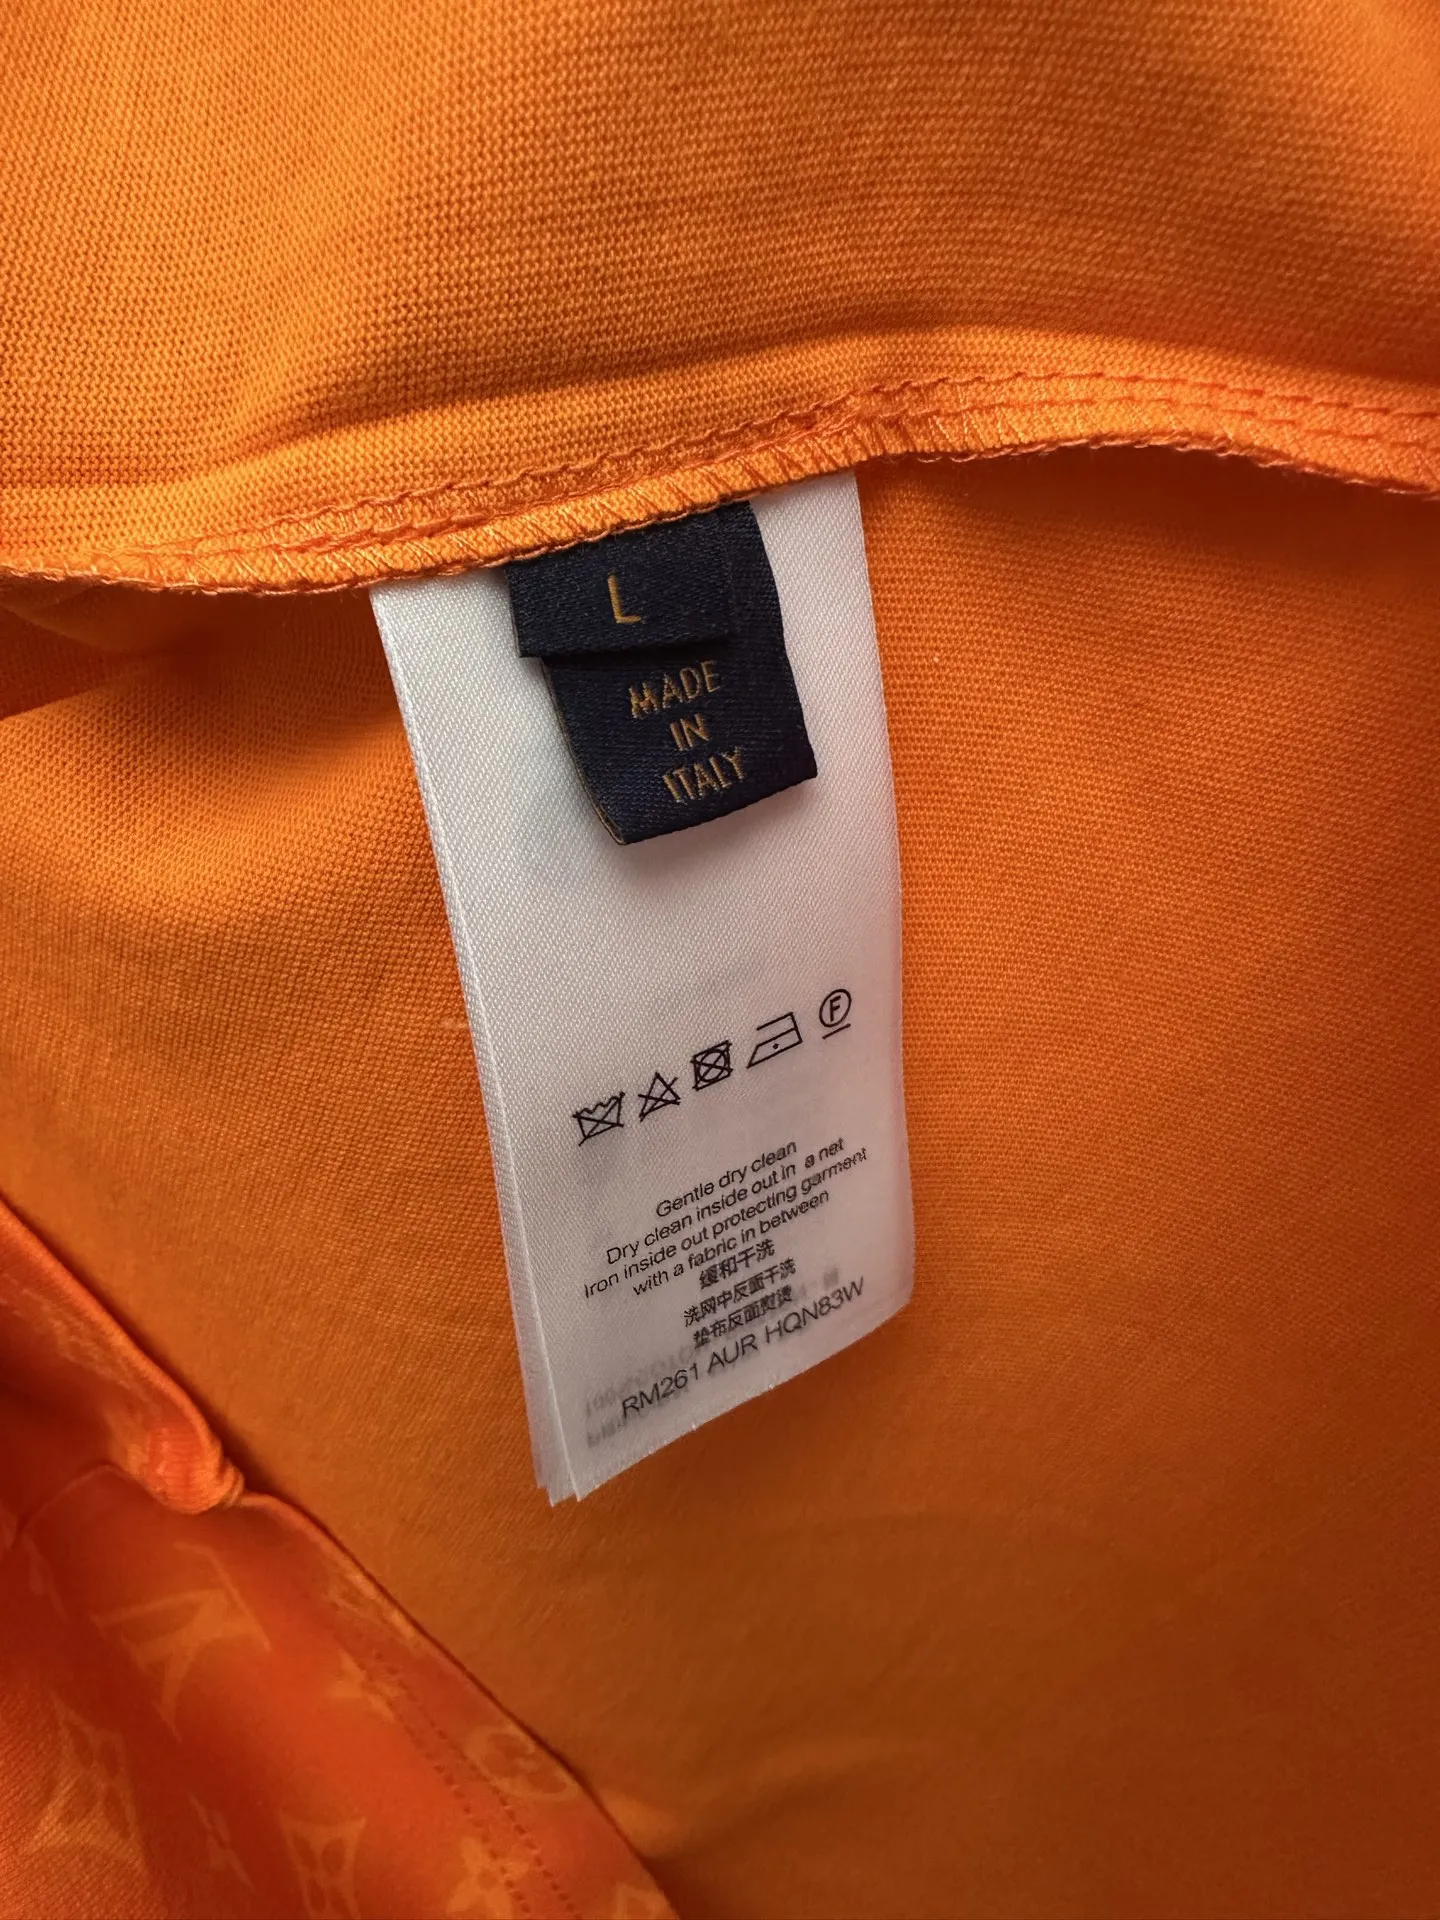 L
MADE
IN
ITALY
F
Gentle dry clean
Dry clean inside out in a net
Iron inside out protecting garment
with a fabric in between
缓和干洗
洗网中反面干洗
垫布反面熨烫
RM261 AUR HQN83W